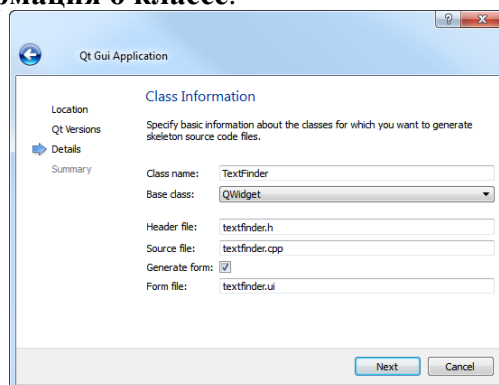 мация о классе.
Qt Gui Application
Location
Qt Versions
Details
Summary
Class Information
Specify basic information about the classes for which you want to generate
skeleton source code files.
Class name: TextFinder
Base class: QWidget
Header file: textfinder.h
Source file: textfinder.cpp
Generate form:
Form file: textfinder.ui
Next Cancel